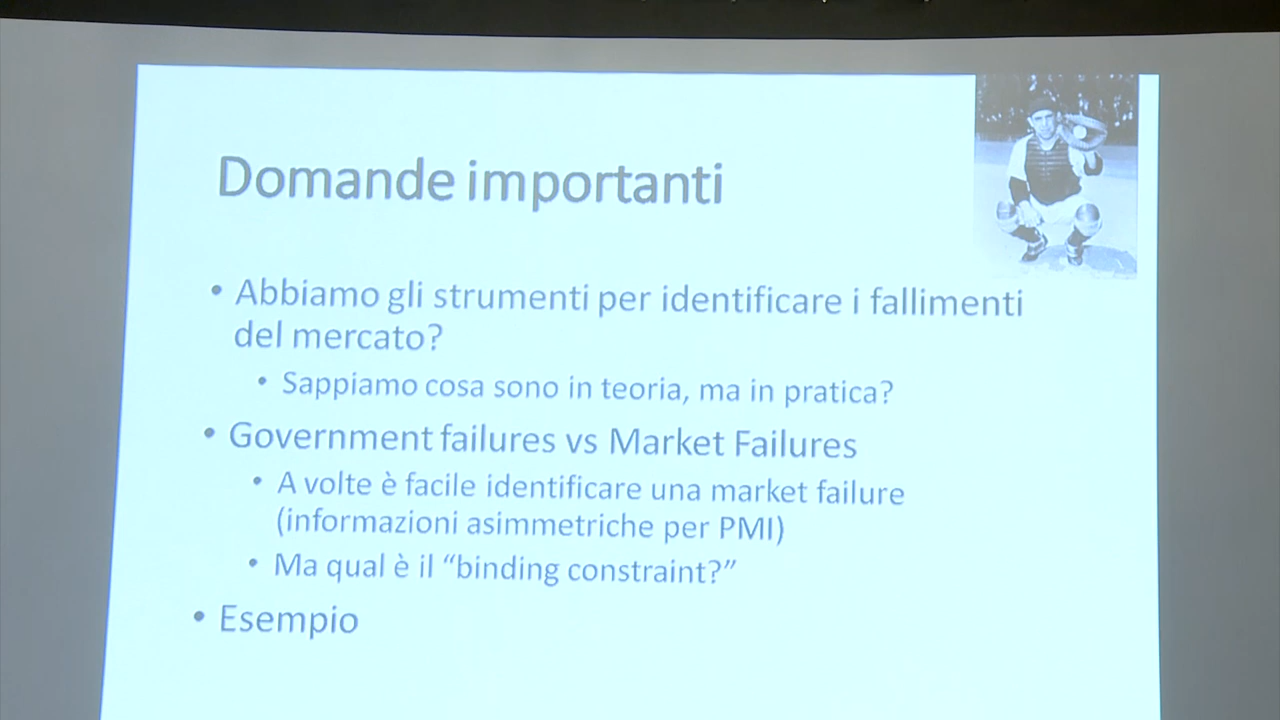 Domande importanti
• Abbiamo gli strumenti per identificare i fallimenti
del mercato?
• Sappiamo cosa sono in teoria, ma in pratica?
• Government failures vs Market Failures
• A volte è facile identificare una market failure
(informazioni asimmetriche per PMI)
• Ma qual è il “binding constraint?”
• Esempio